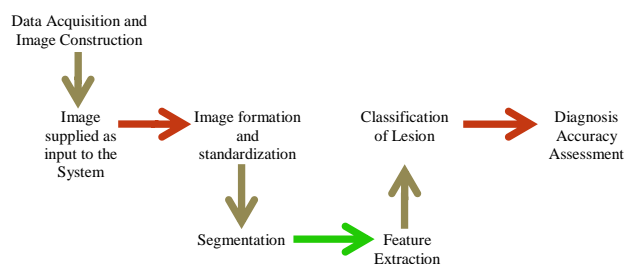 Data Acquisition and
Image Construction
Image
supplied as
input to the
System
Image formation
and
standardization
Segmentation
Feature
Extraction
Classification
of Lesion
Diagnosis
Accuracy
Assessment